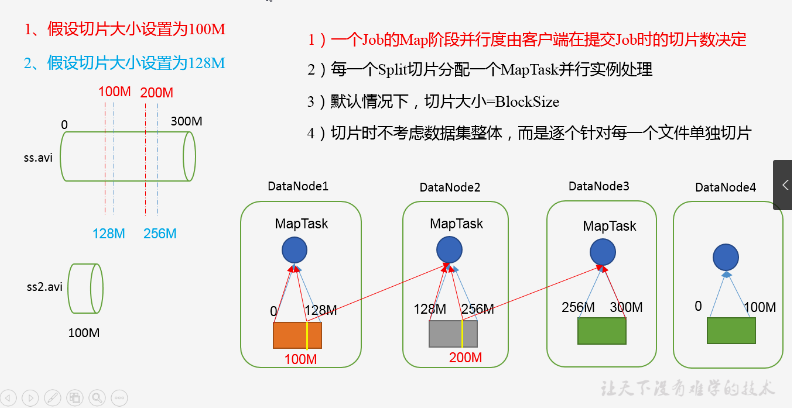 1、假设切片大小设置为100M
2、假设切片大小设置为128M
1）一个Job的Map阶段并行度由客户端在提交Job时的切片数决定
2）每一个Split切片分配一个MapTask并行实例处理
3）默认情况下，切片大小=BlockSize
4）切片时不考虑数据集整体，而是逐个针对每一个文件单独切片
100M 200M
0 300M
ss.avi
128M 256M
ss2.avi
100M
DataNode1 DataNode2 DataNode3 DataNode4
MapTask MapTask MapTask
0 128M 128M 256M 256M 300M 0 100M
100M 200M
让天下没有难学的技术